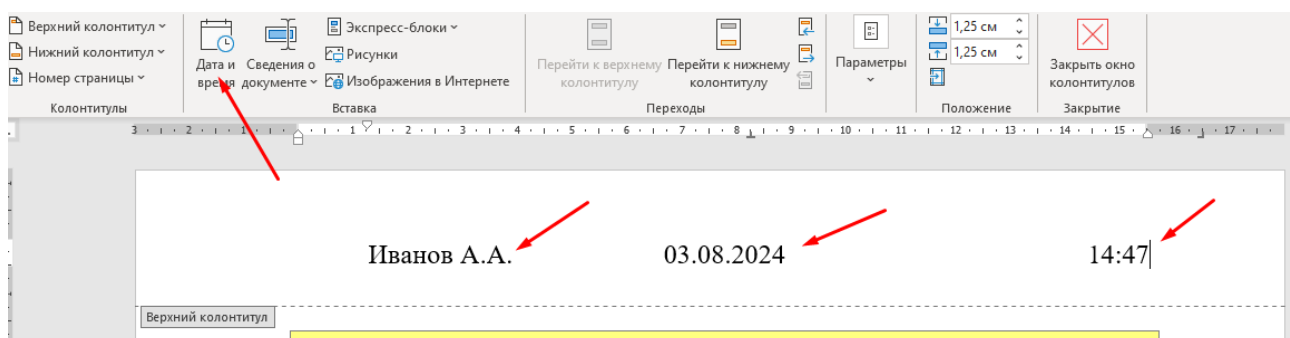 Верхний колонтитул
Нижний колонтитул
Номер страницы
Колонтитулы
Дата и время
Сведения о документе
Экспресс-блоки
Рисунки
Изображения в Интернете
Вставка
Перейти к верхнему колонтитулу
Перейти к нижнему колонтитулу
Переходы
Параметры
1,25 см
1,25 см
Положение
Закрыть окно колонтитулов
Закрытие
3 2 1 1 2 3 4 5 6 7 8 9 10 11 12 13 14 15 16 17
Иванов А.А. 03.08.2024 14:47
Верхний колонтитул